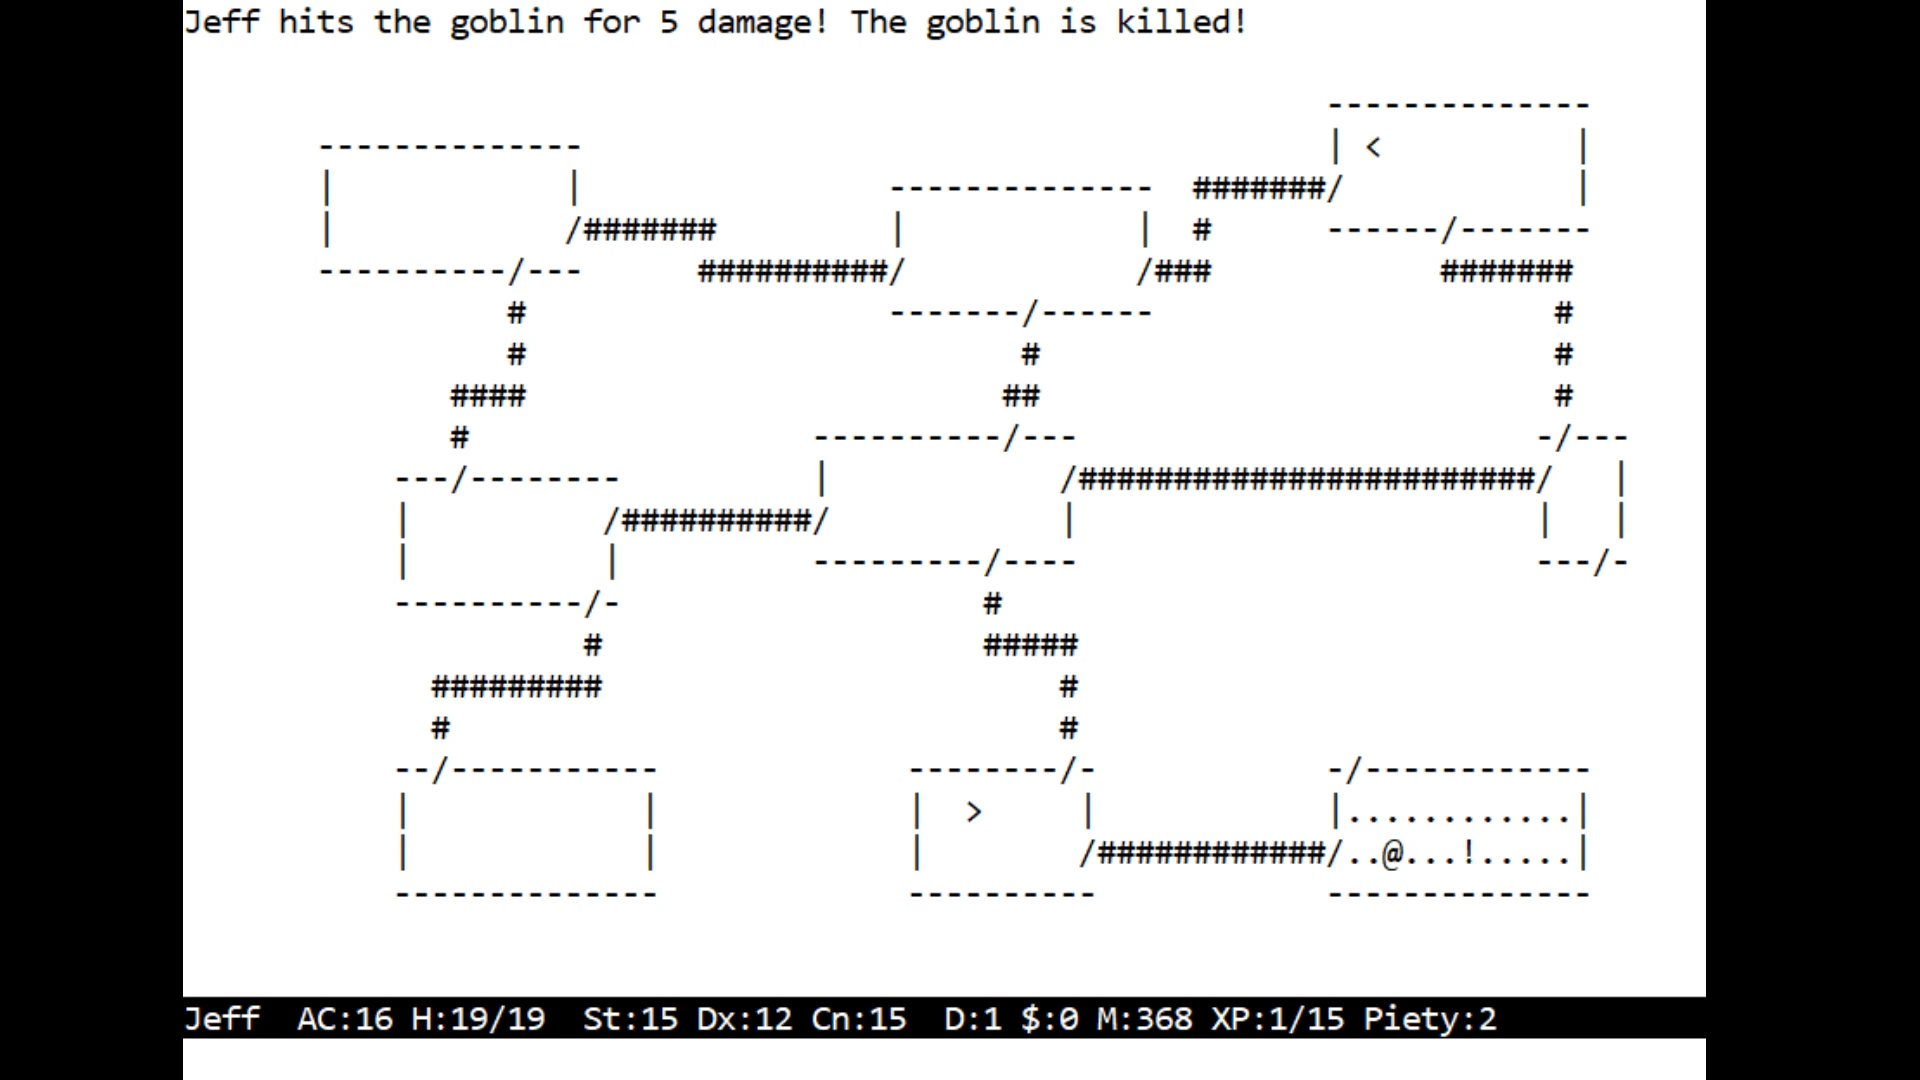 Jeff hits the goblin for 5 damage! The goblin is killed!
                                                            --------------
       --------------                                       | <          |
       |            |                --------------  #######/            |
       |            /#######         |            |  #      ------/-------
       ----------/---      ##########/            /###            #######
                 #                   -------/------                     #
                 #                          #                           #
              ####                         ##                           #
              #                  ----------/---                        -/---
           ---/--------          |            /########################/   |
           |          /##########/            |                        |   |
           |          |          ---------/----                        ---/-
           ----------/-                   #
                     #                    #####
             #########                        #
             #                                #
           --/-----------             --------/-            -/------------
           |            |             |  >     |            |............|
           |            |             |        /############/..@...!.....|
           --------------             ----------            --------------
Jeff  AC:16 H:19/19  St:15 Dx:12 Cn:15  D:1 $:0 M:368 XP:1/15 Piety:2